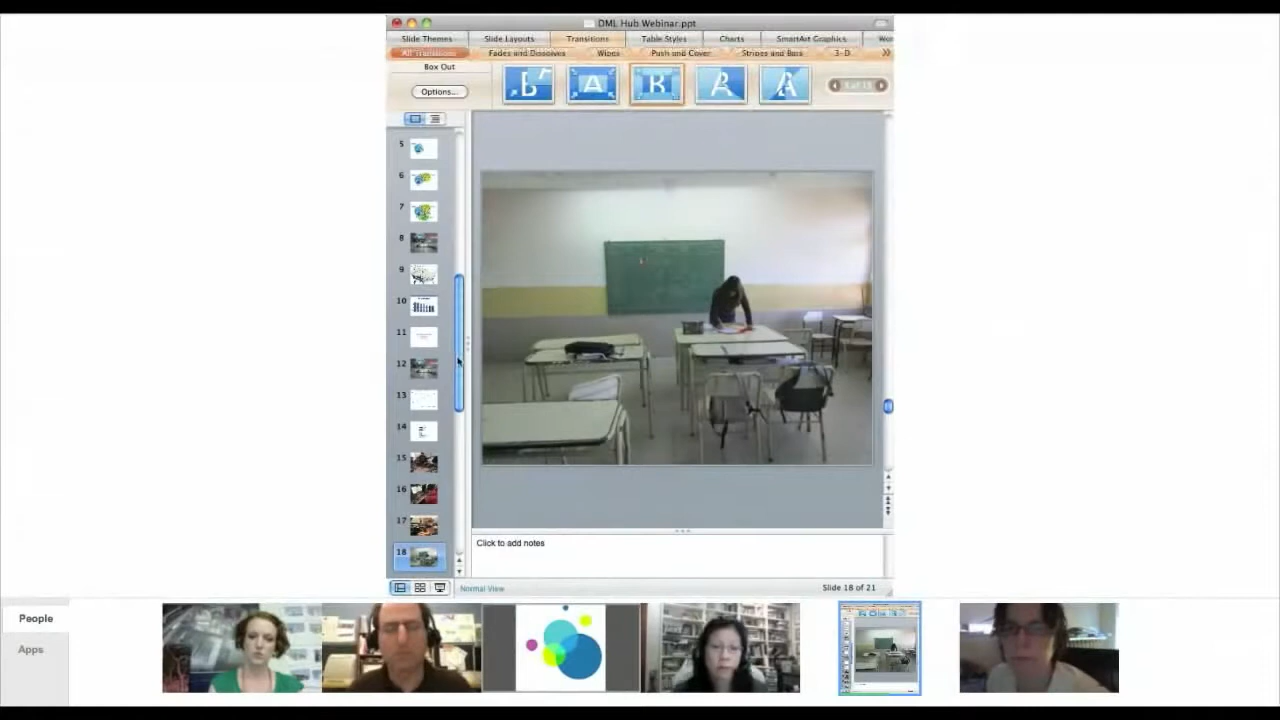 DML Hub Webinar.ppt
Slide Themes
Slide Layouts
Transitions
Table Styles
Charts
SmartArt Graphics
All Transitions
Fades and Dissolves
Wipes
Push and Cover
Stripes and Bars
3-D
Box Out
Options...
5
6
7
8
9
10
11
12
13
14
15
16
17
18
Click to add notes
Normal View
Slide 18 of 21
People
Apps